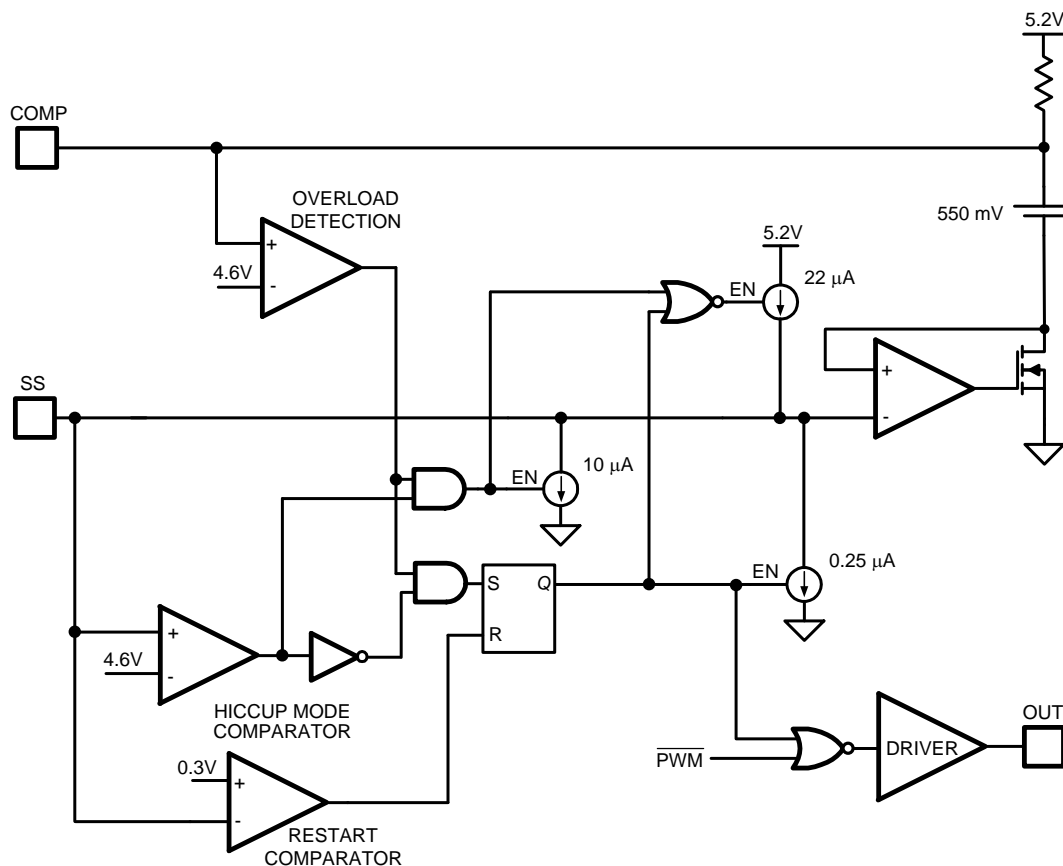 5.2V
COMP
OVERLOAD
DETECTION
+
4.6V
-
550 mV
5.2V
EN
22 µA
SS
+
-
10 µA
EN
0.25 µA
EN
S
Q
R
+
4.6V
-
HICCUP MODE
COMPARATOR
0.3V
+
-
RESTART
COMPARATOR
PWM
DRIVER
OUT